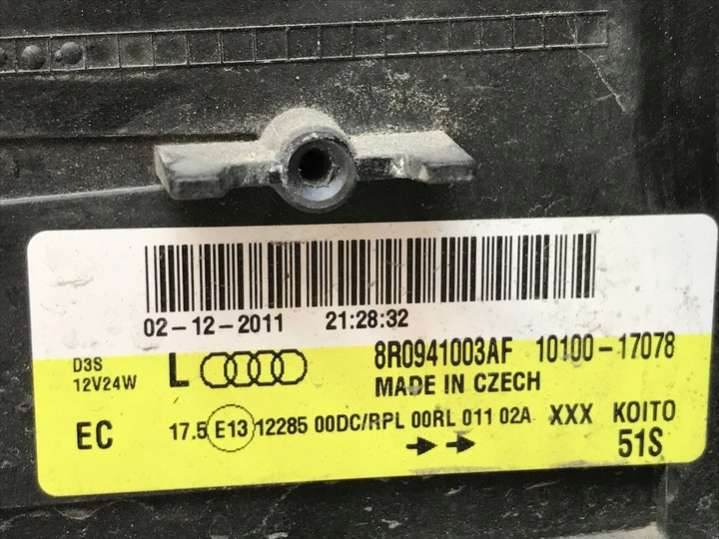 02-12-2011 21:28:32
D3S
12V24W
L 8R0941003AF 10100-17078
MADE IN CZECH
EC 17.5 E13 12285 00DC/RPL 00RL 011 02A XXX KOITO
51S